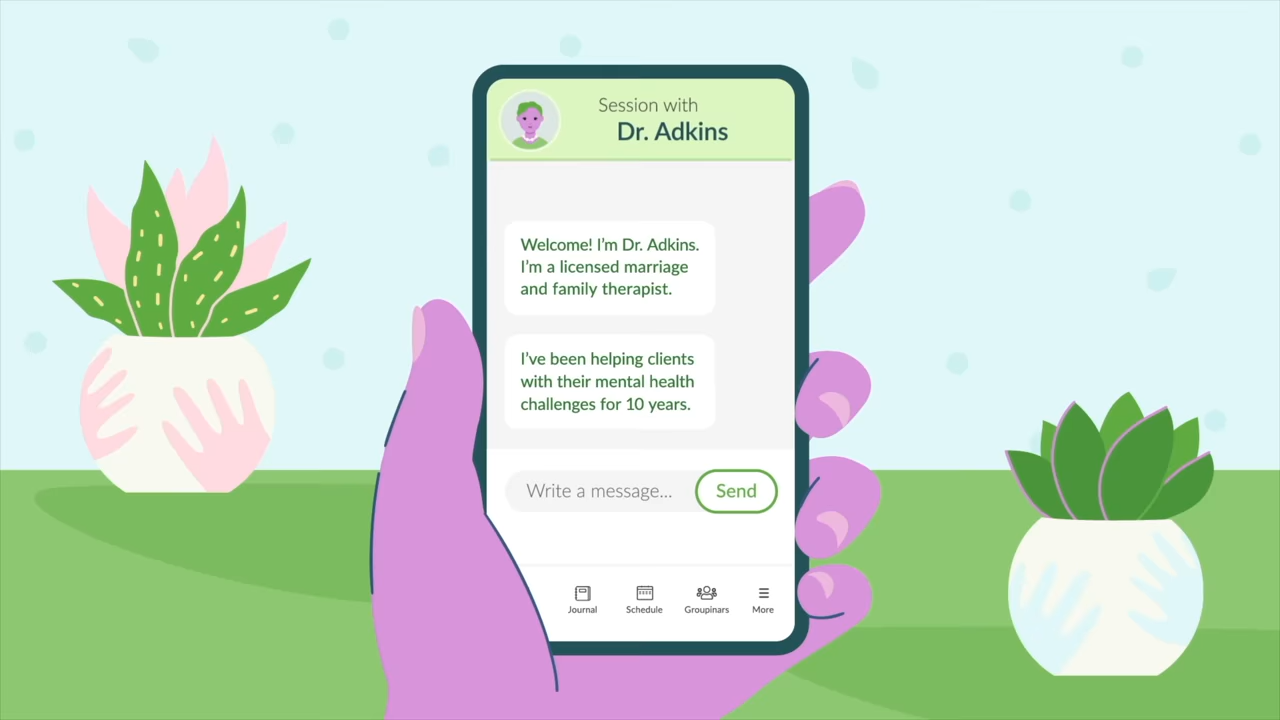 Session with
Dr. Adkins
Welcome! I'm Dr. Adkins.
I'm a licensed marriage
and family therapist.
I've been helping clients
with their mental health
challenges for 10 years.
Write a message...
Send
Journal
Schedule
Groupinars
More